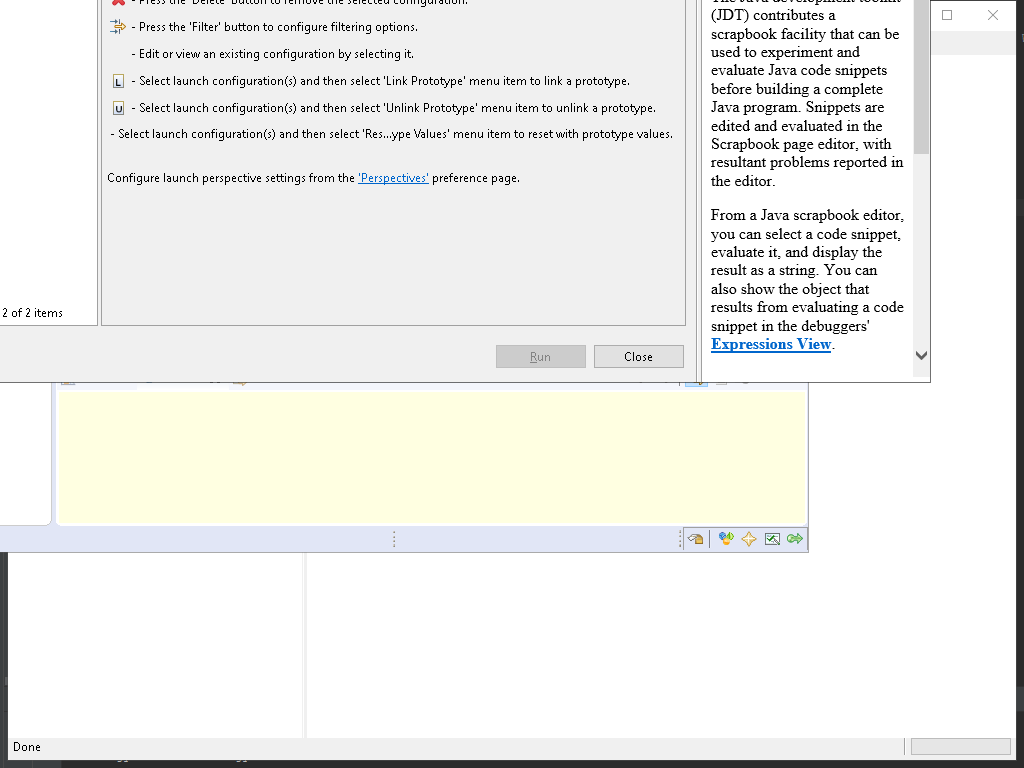 - Press the 'Delete' button to remove the selected configuration.
- Press the 'Filter' button to configure filtering options.
- Edit or view an existing configuration by selecting it.
L - Select launch configuration(s) and then select 'Link Prototype' menu item to link a prototype.
U - Select launch configuration(s) and then select 'Unlink Prototype' menu item to unlink a prototype.
- Select launch configuration(s) and then select 'Res...ype Values' menu item to reset with prototype values.
Configure launch perspective settings from the 'Perspectives' preference page.
2 of 2 items
Run
Close
The Java development toolkit
(JDT) contributes a
scrapbook facility that can be
used to experiment and
evaluate Java code snippets
before building a complete
Java program. Snippets are
edited and evaluated in the
Scrapbook page editor, with
resultant problems reported in
the editor.
From a Java scrapbook editor,
you can select a code snippet,
evaluate it, and display the
result as a string. You can
also show the object that
results from evaluating a code
snippet in the debuggers'
Expressions View.
Done